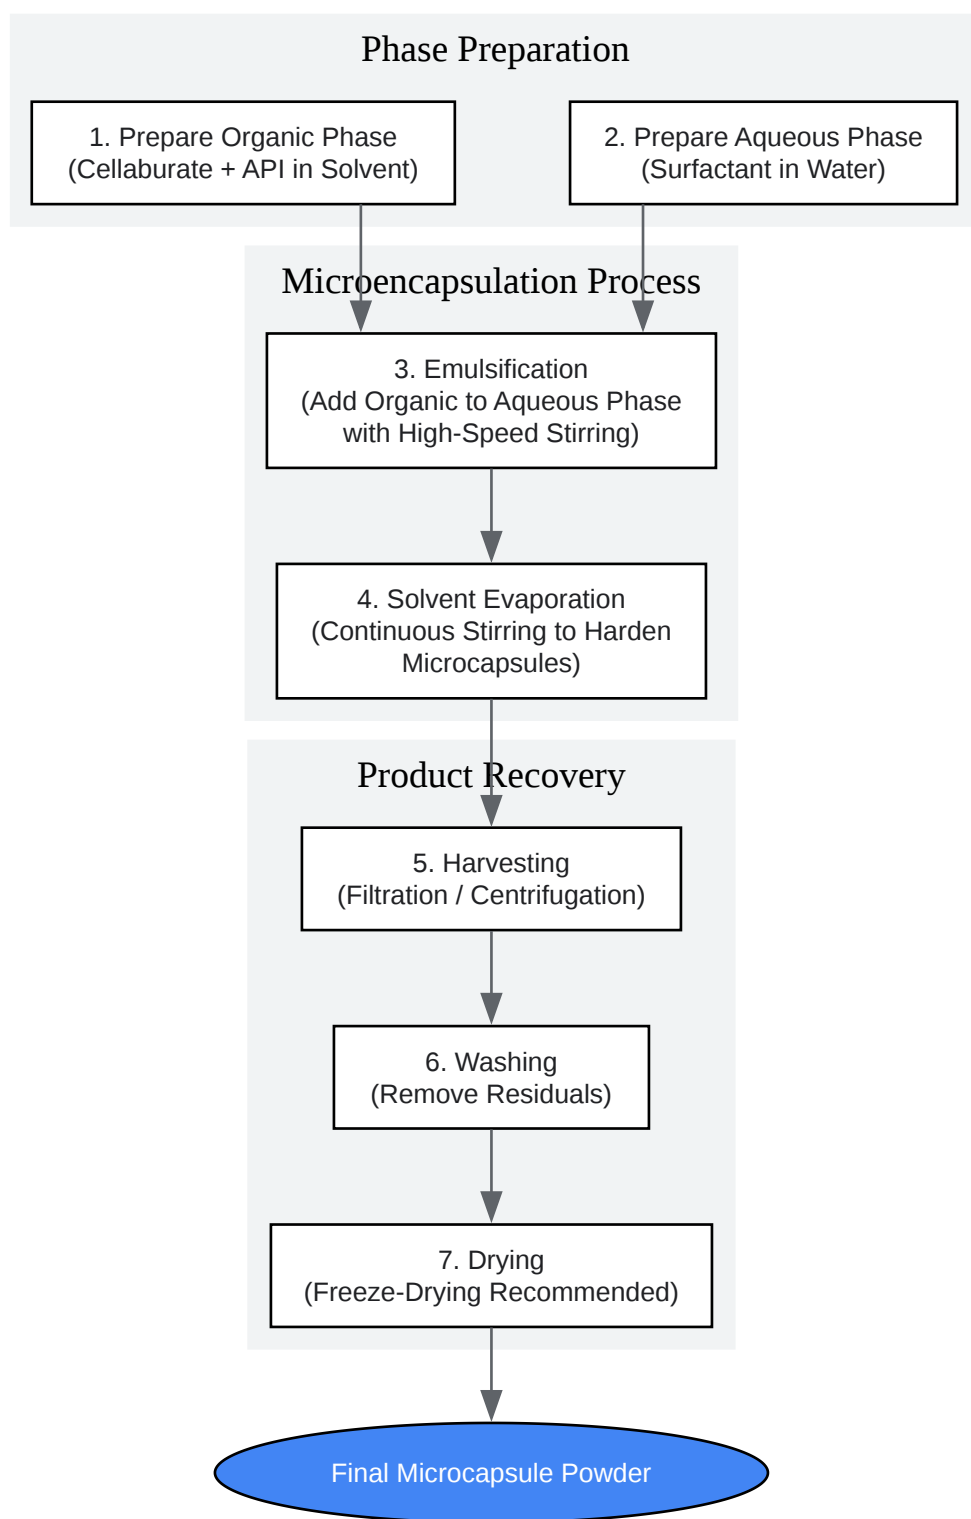 Phase Preparation
1. Prepare Organic Phase
(Cellaburate + API in Solvent)
2. Prepare Aqueous Phase
(Surfactant in Water)
Microencapsulation Process
3. Emulsification
(Add Organic to Aqueous Phase
with High-Speed Stirring)
4. Solvent Evaporation
(Continuous Stirring to Harden
Microcapsules)
Product Recovery
5. Harvesting
(Filtration / Centrifugation)
6. Washing
(Remove Residuals)
7. Drying
(Freeze-Drying Recommended)
Final Microcapsule Powder